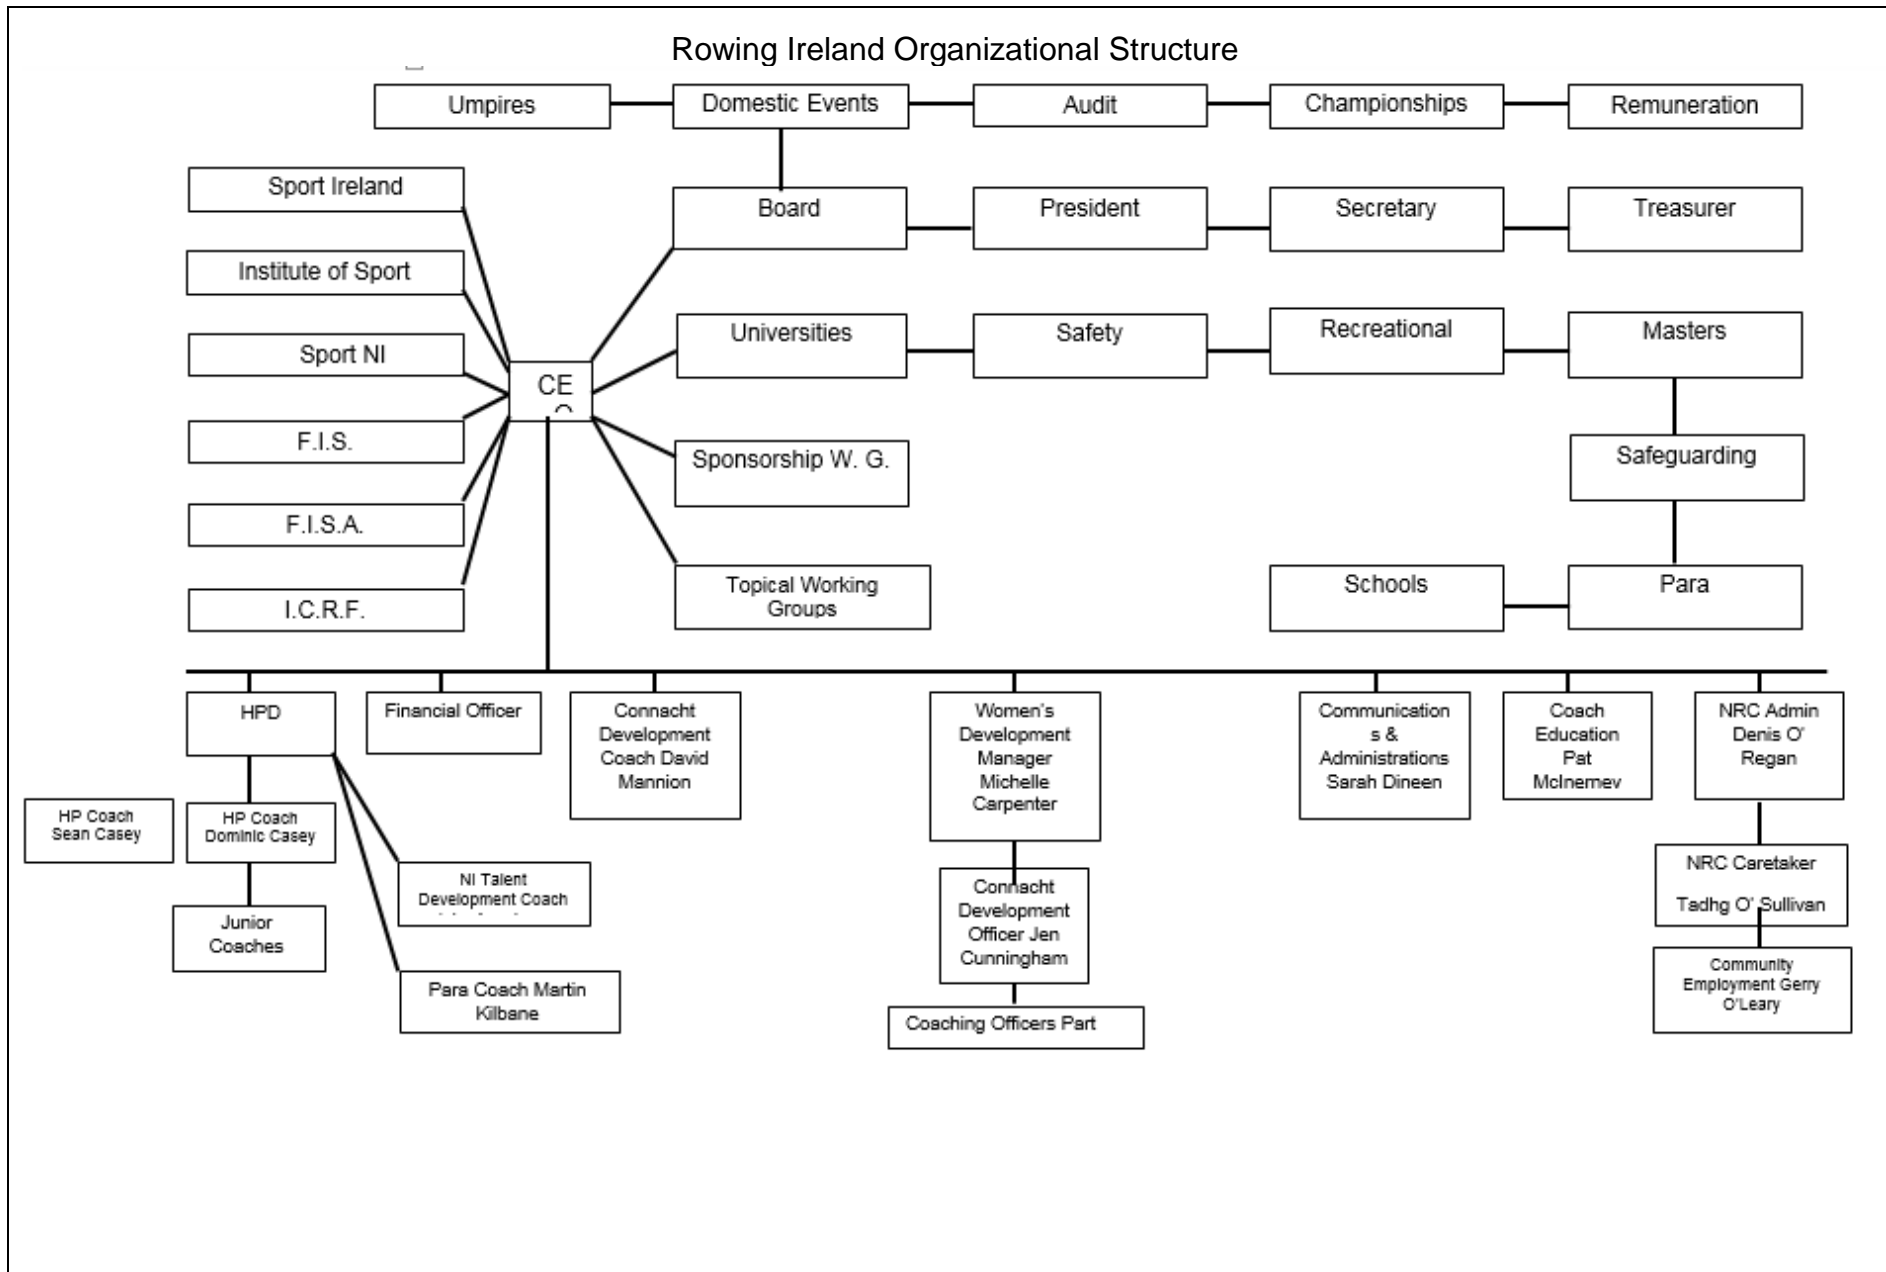 Rowing Ireland Organizational Structure
Umpires
Domestic Events
Audit
Championships
Remuneration
Sport Ireland
Board
President
Secretary
Treasurer
Institute of Sport
Universities
Safety
Recreational
Masters
Sport NI
CE
F.I.S.
Sponsorship W. G.
Safeguarding
F.I.S.A.
Topical Working
Groups
Schools
Para
I.C.R.F.
HPD
Financial Officer
Connacht
Development
Coach David
Mannion
Women's
Development
Manager
Michelle
Carpenter
Communication
s &
Administrations
Sarah Dineen
Coach
Education
Pat
McInerney
NRC Admin
Denis O'
Regan
HP Coach
Sean Casey
HP Coach
Dominic Casey
NI Talent
Development Coach
Junior
Coaches
Para Coach Martin
Kilbane
Connacht
Development
Officer Jen
Cunningham
Coaching Officers Part
NRC Caretaker
Tadhg O' Sullivan
Community
Employment Gerry
O'Leary